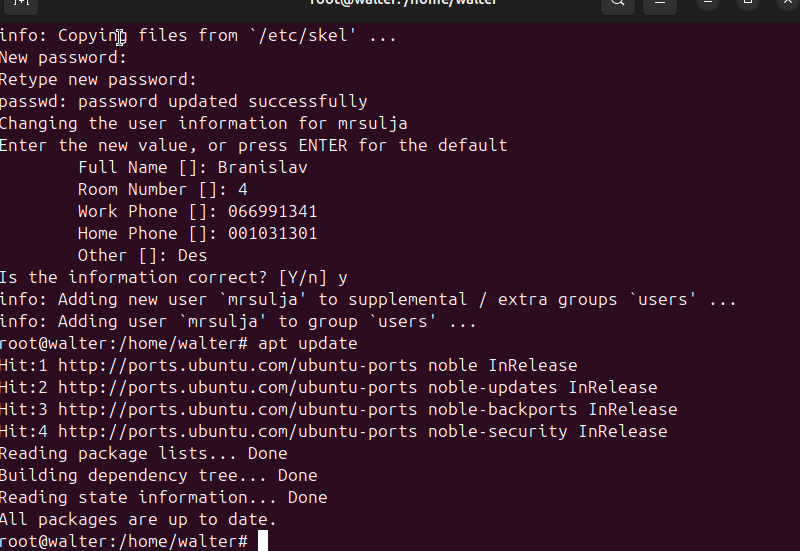 root@walter:/home/walter
info: Copying files from `/etc/skel' ...
New password:
Retype new password:
passwd: password updated successfully
Changing the user information for mrsulja
Enter the new value, or press ENTER for the default
        Full Name []: Branislav
        Room Number []: 4
        Work Phone []: 066991341
        Home Phone []: 001031301
        Other []: Des
Is the information correct? [Y/n] y
info: Adding new user `mrsulja' to supplemental / extra groups `users' ...
info: Adding user `mrsulja' to group `users' ...
root@walter:/home/walter# apt update
Hit:1 http://ports.ubuntu.com/ubuntu-ports noble InRelease
Hit:2 http://ports.ubuntu.com/ubuntu-ports noble-updates InRelease
Hit:3 http://ports.ubuntu.com/ubuntu-ports noble-backports InRelease
Hit:4 http://ports.ubuntu.com/ubuntu-ports noble-security InRelease
Reading package lists... Done
Building dependency tree... Done
Reading state information... Done
All packages are up to date.
root@walter:/home/walter#